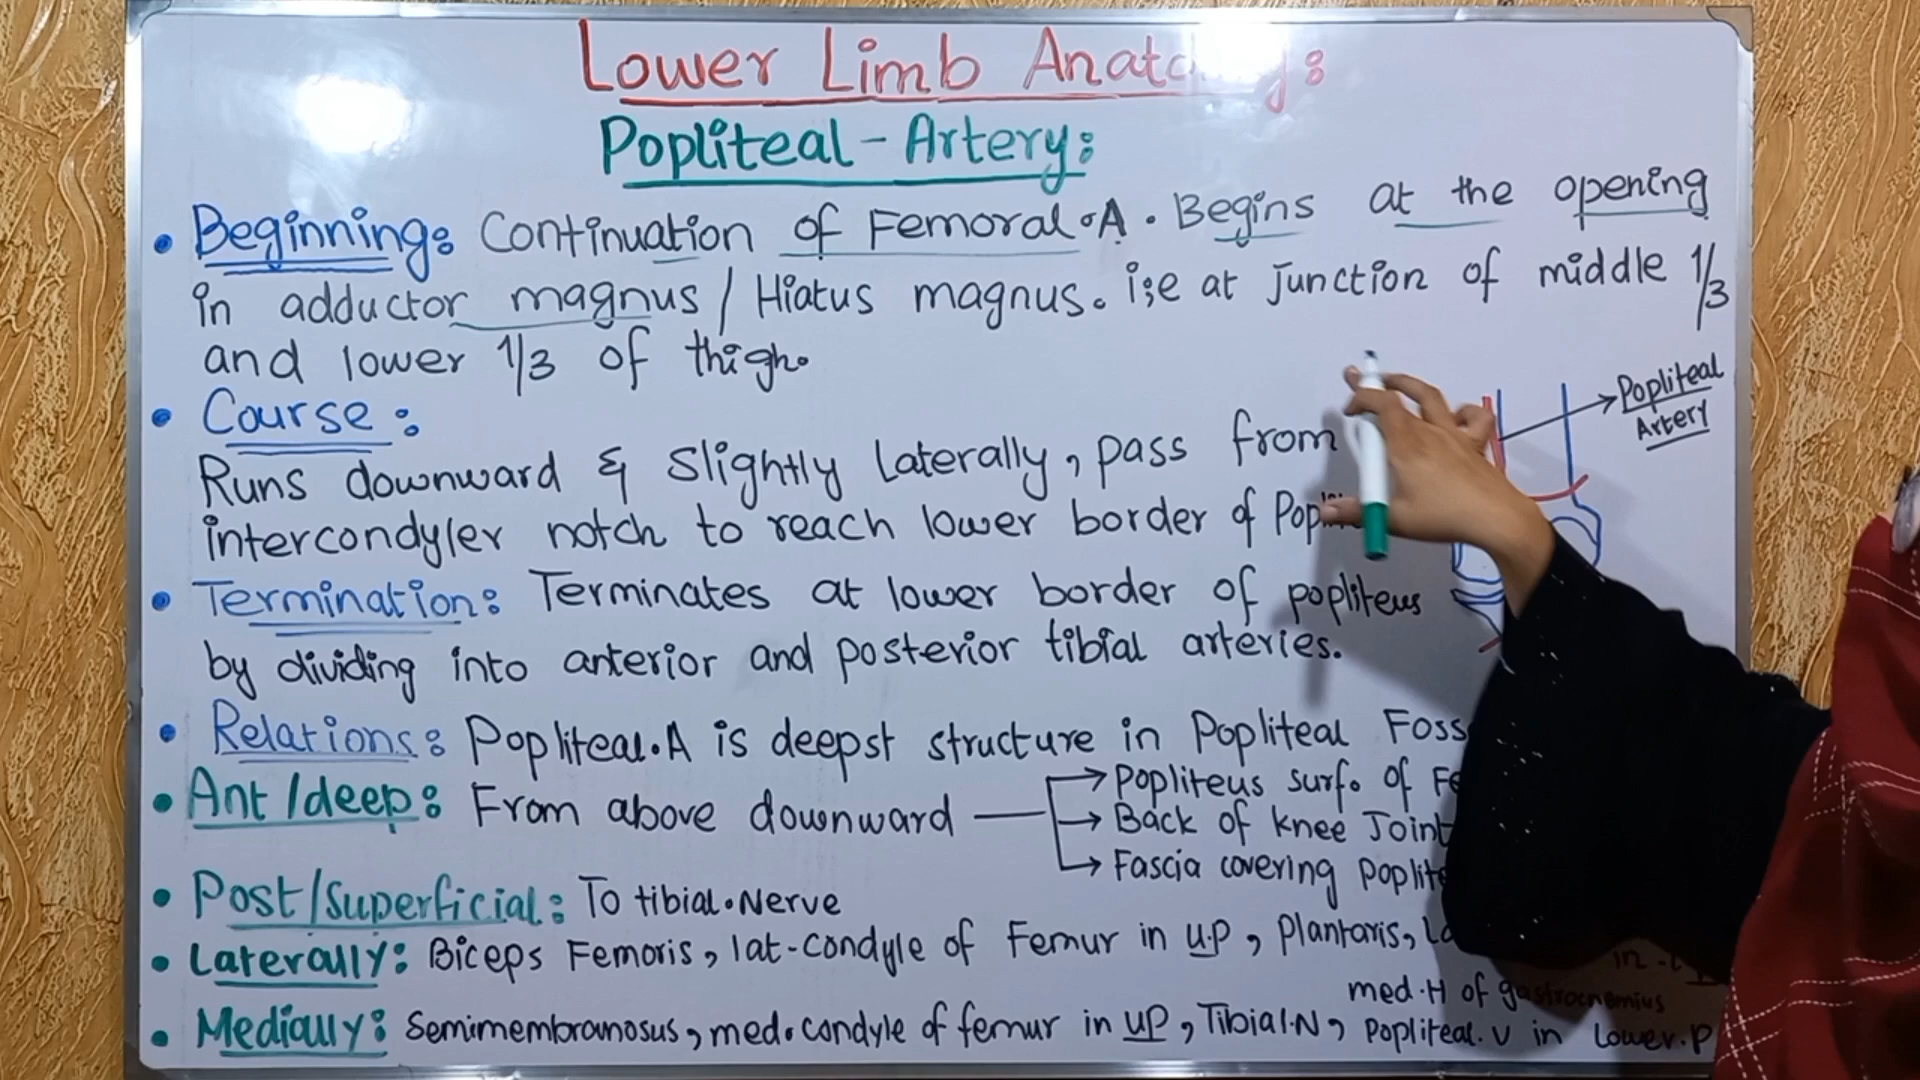 Lower Limb
Popliteal - Artery:
• Beginning: Continuation of Femoral.A. Begins at the opening
in adductor magnus / Hiatus magnus. i;e at junction of middle 1/3
and lower 1/3 of thigh.
Popliteal
Artery
• Course:
Runs downward & slightly laterally, pass from
intercondyler notch to reach lower border of
• Termination: Terminates at lower border of popliteus
by dividing into anterior and posterior tibial arteries.
• Relations: Popliteal.A is deepst structure in Popliteal
• Ant/deep: From above downward
→ Popliteus surf. of
→ Back of knee Joint
→ Fascia covering
• Post/superficial: To tibial.Nerve
• Laterally: Biceps Femoris, lat-condyle of Femur in U.P, Plantaris,
med.H of gastrocnemius
• Medially: Semimembranosus, med.condyle of femur in UP, Tibial.N, Popliteal.V in lower.P